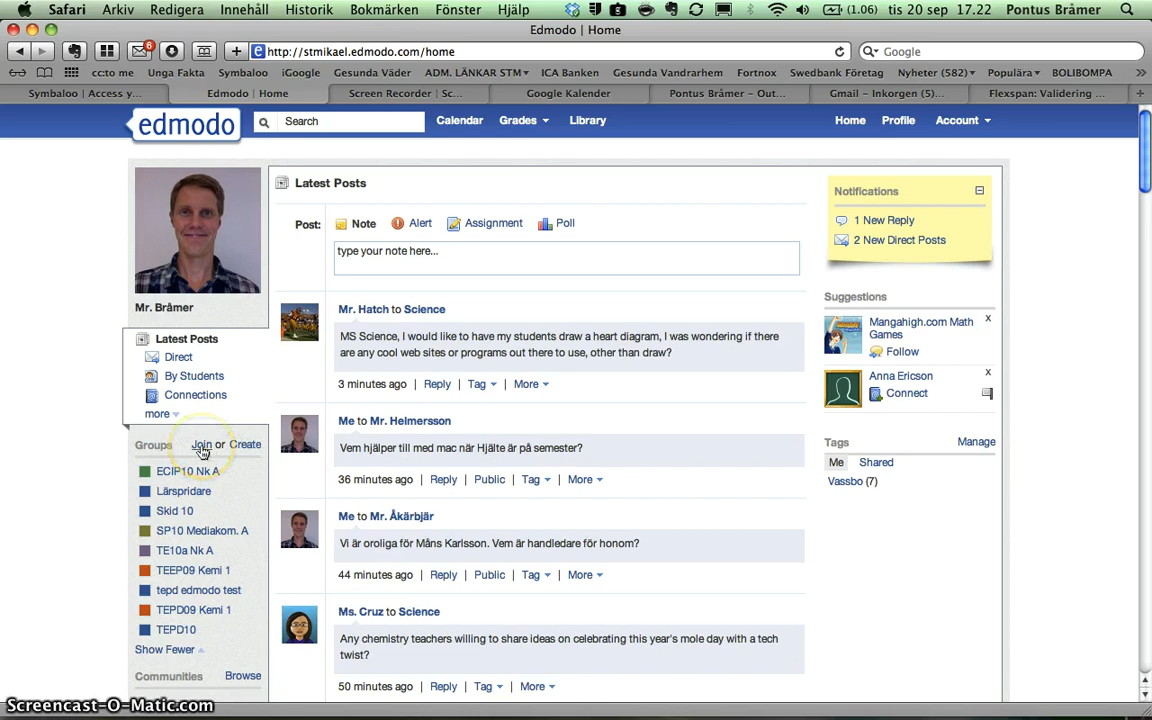 Safari Arkiv Redigera Innehåll Historik Bokmärken Fönster Hjälp (1.06) tis 20 sep 17.22 Pontus Bråmer
Edmodo | Home
6 http://stmikael.edmodo.com/home Google
cc:to me Unga Fakta Symbaloo iGoogle Gesunda Väder ADM. LÄNKAR STM ICA Banken Gesunda Vandrarhem Fortnox Swedbank Företag Nyheter (582) Populära BOLIBOMPA
Symbaloo | Access y... Edmodo | Home Screen Recorder | Sc... Google Kalender Pontus Bråmer - Out... Gmail - Inkorgen (5)... Flexspan: Validering ...
edmodo Search Calendar Grades Library Home Profile Account
Latest Posts
Post: Note Alert Assignment Poll
type your note here...
Mr. Bråmer
Latest Posts
Direct
By Students
Connections
more
Groups Join or Create
ECIP10 Nk A
Lärspridare
Skid 10
SP10 Mediakom. A
TE10a Nk A
TEEP09 Kemi 1
tepd edmodo test
TEPD09 Kemi 1
TEPD10
Show Fewer
Communities Browse
Mr. Hatch to Science
MS Science, I would like to have my students draw a heart diagram, I was wondering if there
are any cool web sites or programs out there to use, other than draw?
3 minutes ago | Reply | Tag | More
Me to Mr. Helmersson
Vem hjälper till med mac när Hjälte är på semester?
36 minutes ago | Reply | Public | Tag | More
Me to Mr. Åkärbjär
Vi är oroliga för Måns Karlsson. Vem är handledare för honom?
44 minutes ago | Reply | Public | Tag | More
Ms. Cruz to Science
Any chemistry teachers willing to share ideas on celebrating this year's mole day with a tech
twist?
50 minutes ago | Reply | Tag | More
Notifications
1 New Reply
2 New Direct Posts
Suggestions
Mangahigh.com Math x
Games
Follow
Anna Ericson x
Connect
Tags Manage
Me Shared
Vassbo (7)
Screencast-O-Matic.com